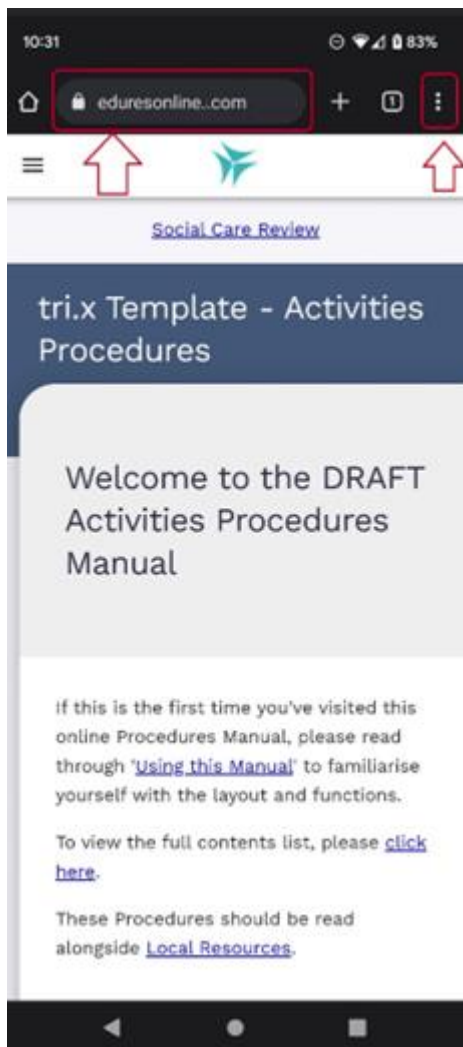 10:31 83%
eduresonline..com 1
Social Care Review
tri.x Template - Activities
Procedures
Welcome to the DRAFT
Activities Procedures
Manual
If this is the first time you've visited this
online Procedures Manual, please read
through 'Using this Manual' to familiarise
yourself with the layout and functions.
To view the full contents list, please click
here.
These Procedures should be read
alongside Local Resources.